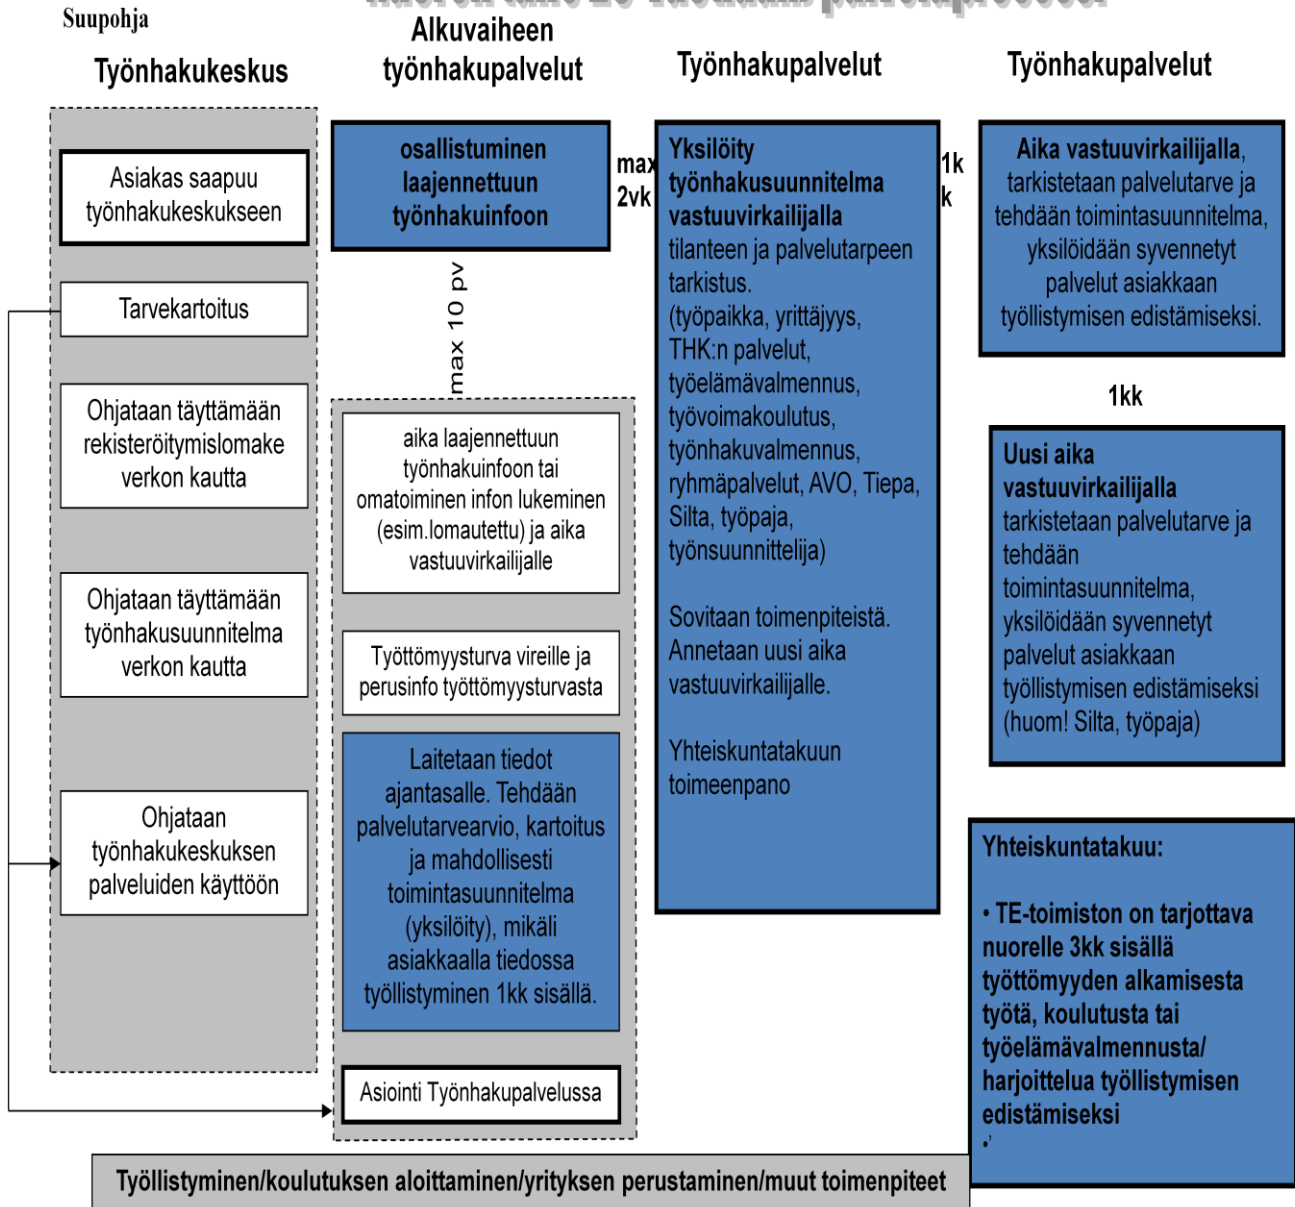 Suupohja
Työnhakukeskus
Asiakas saapuu
työnhakukeskukseen
Tarvekartoitus
Ohjataan täyttämään
rekisteröitymislomake
verkon kautta
Ohjataan täyttämään
työnhakusuunnitelma
verkon kautta
Ohjataan
työnhakukeskuksen
palveluiden käyttöön
Alkuvaiheen
työnhakupalvelut
osallistuminen
laajennettuun
työnhakuinfoon
max 10 pv
aika laajennettuun
työnhakuinfoon tai
omatoiminen infon lukeminen
(esim.lomautettu) ja aika
vastuuvirkailijalle
Työttömyysturva vireille ja
perusinfo työttömyysturvasta
Laitetaan tiedot
ajantasalle. Tehdään
palvelutarvearvio, kartoitus
ja mahdollisesti
toimintasuunnitelma
(yksilöity), mikäli
asiakkaalla tiedossa
työllistyminen 1kk sisällä.
Asiointi Työnhakupalvelussa
max
2vk
Työnhakupalvelut
Yksilöity
työnhakusuunnitelma
vastuuvirkailijalla
tilanteen ja palvelutarpeen
tarkistus.
(työpaikka, yrittäjyys,
THK:n palvelut,
työelämävalmennus,
työvoimakoulutus,
työnhakuvalmennus,
ryhmäpalvelut, AVO, Tiepa,
Silta, työpaja,
työnsuunnittelija)
Sovitaan toimenpiteistä.
Annetaan uusi aika
vastuuvirkailijalle.
Yhteiskuntatakuun
toimeenpano
1k
k
Työnhakupalvelut
Aika vastuuvirkailijalla,
tarkistetaan palvelutarve ja
tehdään toimintasuunnitelma,
yksilöidään syvennetyt
palvelut asiakkaan
työllistymisen edistämiseksi.
1kk
Uusi aika
vastuuvirkailijalla
tarkistetaan palvelutarve ja
tehdään
toimintasuunnitelma,
yksilöidään syvennetyt
palvelut asiakkaan
työllistymisen edistämiseksi
(huom! Silta, työpaja)
Yhteiskuntatakuu:
• TE-toimiston on tarjottava
nuorelle 3kk sisällä
työttömyyden alkamisesta
työtä, koulutusta tai
työelämävalmennusta/
harjoittelua työllistymisen
edistämiseksi
•’
Työllistyminen/koulutuksen aloittaminen/yrityksen perustaminen/muut toimenpiteet